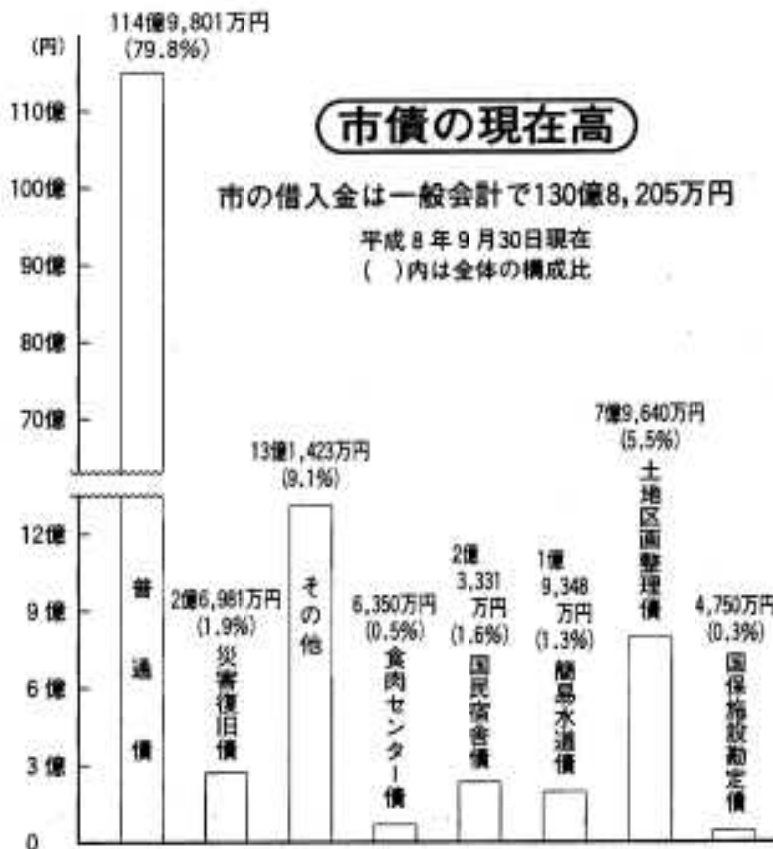 114億9,801万円
(79.8%)
(円)
110億
100億
90億
80億
70億
12億
9億
6億
3億
0
市債の現在高
市の借入金は一般会計で130億8,205万円
平成8年9月30日現在
(　)内は全体の構成比
普通債
2億6,981万円
(1.9%)
災害復旧債
13億1,423万円
(9.1%)
その他
6,350万円
(0.5%)
食肉センター債
2億
3,331
万円
(1.6%)
国民宿舎債
1億
9,348
万円
(1.3%)
簡易水道債
7億9,640万円
(5.5%)
土地区画整理債
4,750万円
(0.3%)
国保施設勘定債